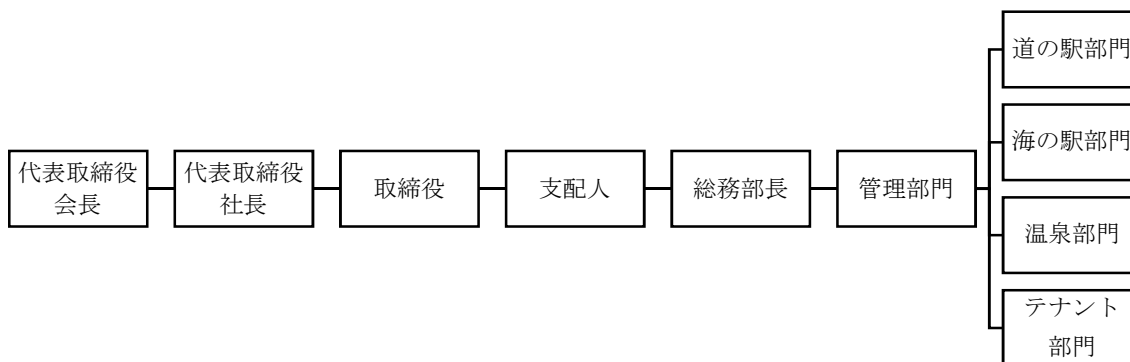 代表取締役
会長
代表取締役
社長
取締役
支配人
総務部長
管理部門
道の駅部門
海の駅部門
温泉部門
テナント
部門